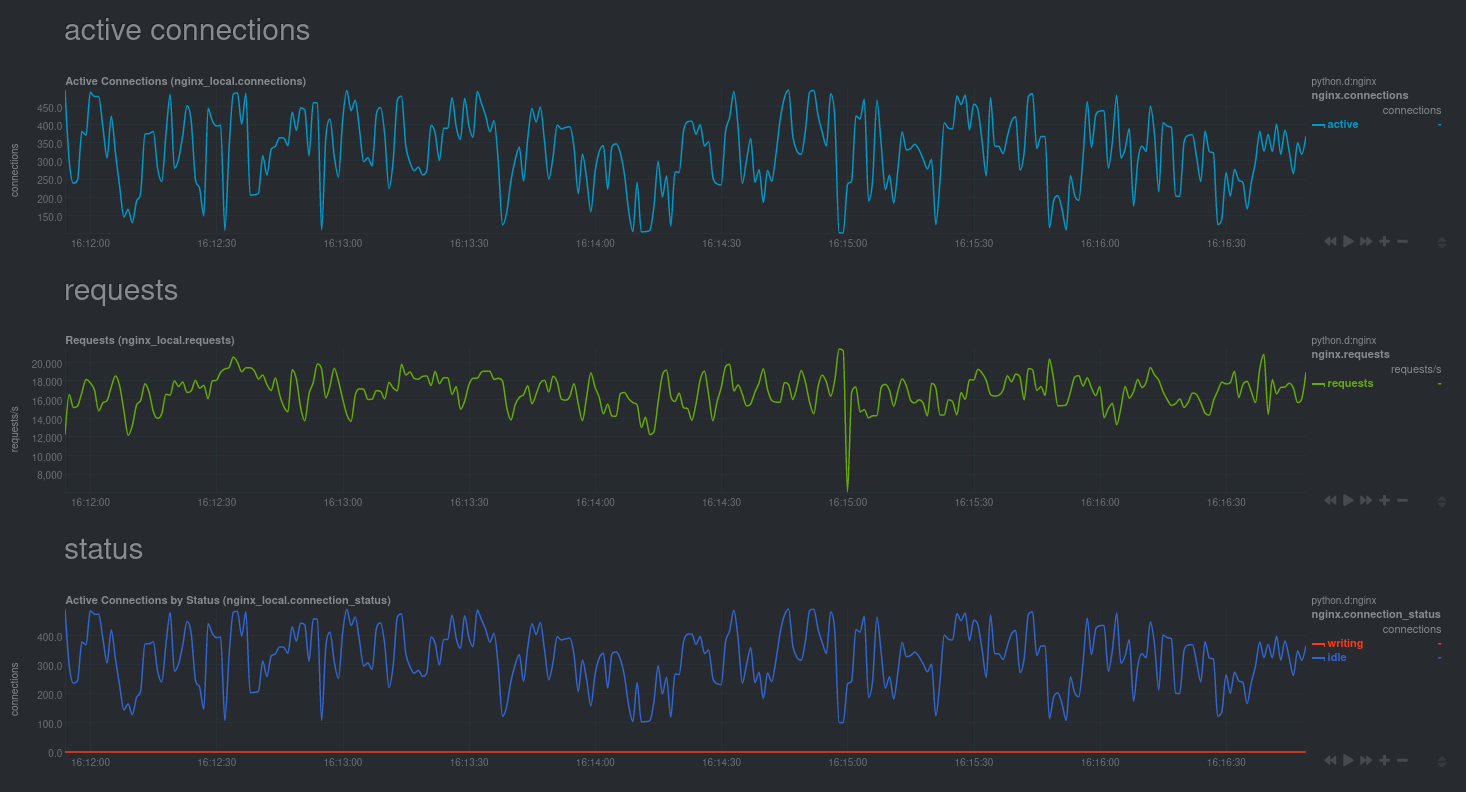 active connections
Active Connections (nginx_local.connections)
python.d:nginx
nginx.connections
connections
active -
connections
450.0
400.0
350.0
300.0
250.0
200.0
150.0
16:12:00 16:12:30 16:13:00 16:13:30 16:14:00 16:14:30 16:15:00 16:15:30 16:16:00 16:16:30
requests
Requests (nginx_local.requests)
python.d:nginx
nginx.requests
requests/s
requests -
requests/s
20,000
18,000
16,000
14,000
12,000
10,000
8,000
16:12:00 16:12:30 16:13:00 16:13:30 16:14:00 16:14:30 16:15:00 16:15:30 16:16:00 16:16:30
status
Active Connections by Status (nginx_local.connection_status)
python.d:nginx
nginx.connection_status
connections
writing -
idle -
connections
400.0
300.0
200.0
100.0
0.0
16:12:00 16:12:30 16:13:00 16:13:30 16:14:00 16:14:30 16:15:00 16:15:30 16:16:00 16:16:30